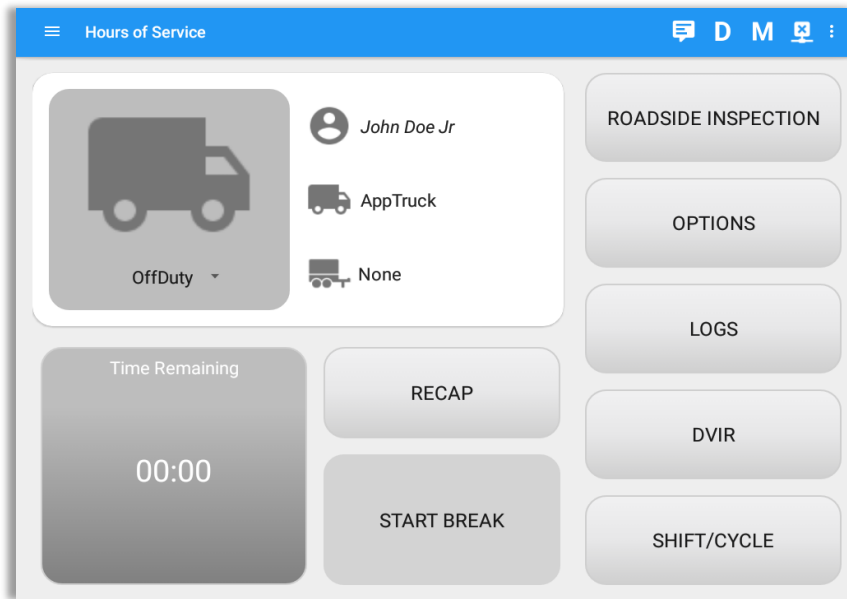 Hours of Service
D M
John Doe Jr
AppTruck
None
OffDuty
Time Remaining
00:00
RECAP
START BREAK
ROADSIDE INSPECTION
OPTIONS
LOGS
DVIR
SHIFT/CYCLE